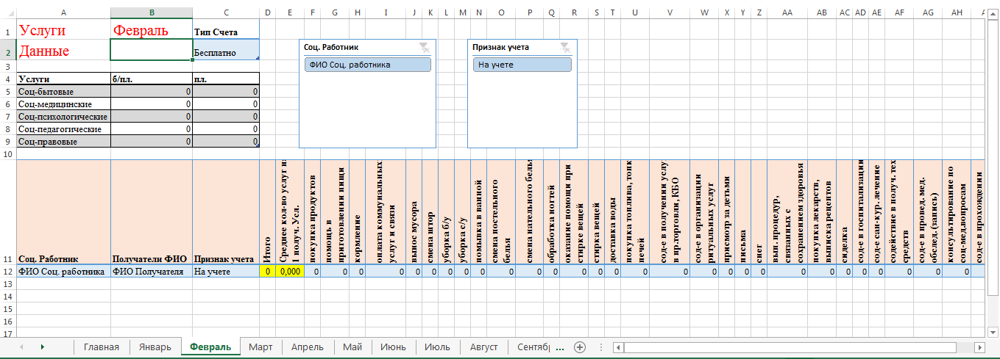 A B C D E F G H I J K L M N O P Q R S T U V W X Y Z AA AB AC AD AE AF AG AH
1 Услуги Февраль Тип Счета
2 Данные Бесплатно
Соц. Работник
ФИО Соц. работника
Признак учета
На учете
3
4 Услуги б/пл. пл.
5 Соц-бытовые 0 0
6 Соц-медицинские 0 0
7 Соц-психологические 0 0
8 Соц-педагогические 0 0
9 Соц-правовые 0 0
10
11 Соц. Работник Получатели ФИО Признак учета
Итого
Среднее кол-во услуг на
1 получ. Усл.
покупка продуктов
помощь в
приготовлении пищи
кормление
оплата коммунальных
услуг и связи
вынос мусора
смена штор
уборка б/у
уборка с/у
помывка в ванной
смена постельного
белья
смена нательного белья
обработка ногтей
оказание помощи при
стирке вещей
стирка вещей
доставка воды
покупка топлива, топк
печей
сод-е в получении услу
в пр.торговли, КБО
сод-е в организации
ритуальных услуг
присмотр за детьми
письма
счет
вып. процедур,
связанных с
сохранением здоровья
покупка лекарств,
выписка рецептов
сиделка
сод-е в госпитализации
сод-е сан-кур. лечение
содействие в получ. тех
средств
сод-е в провед. мед.
обслед.(запись)
консультирование по
соц-мед.вопросам
сод-е в прохождении
12 ФИО Соц. работника ФИО Получателя На учете 0 0,000 0 0 0 0 0 0 0 0 0 0 0 0 0 0 0 0 0 0 0 0 0 0 0 0 0 0 0 0 0
13
14
15
16
17
Главная Январь Февраль Март Апрель Май Июнь Июль Август Сентябр ...